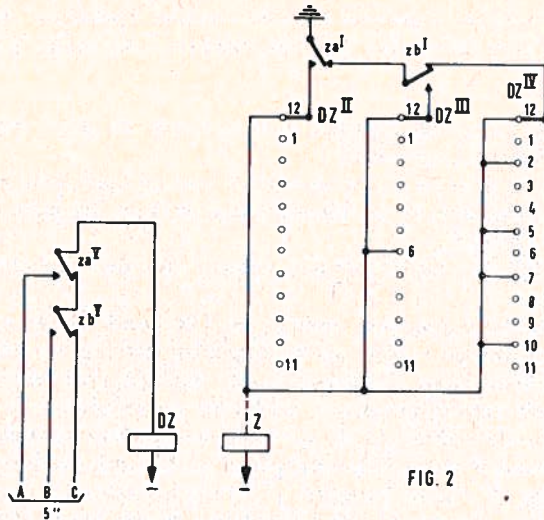 za I
zb I
DZ II
DZ III
DZ IV
12
1
11
12
1
6
11
12
1
2
3
4
5
6
7
8
9
10
11
za V
zb V
DZ
Z
A B C
5"
FIG. 2